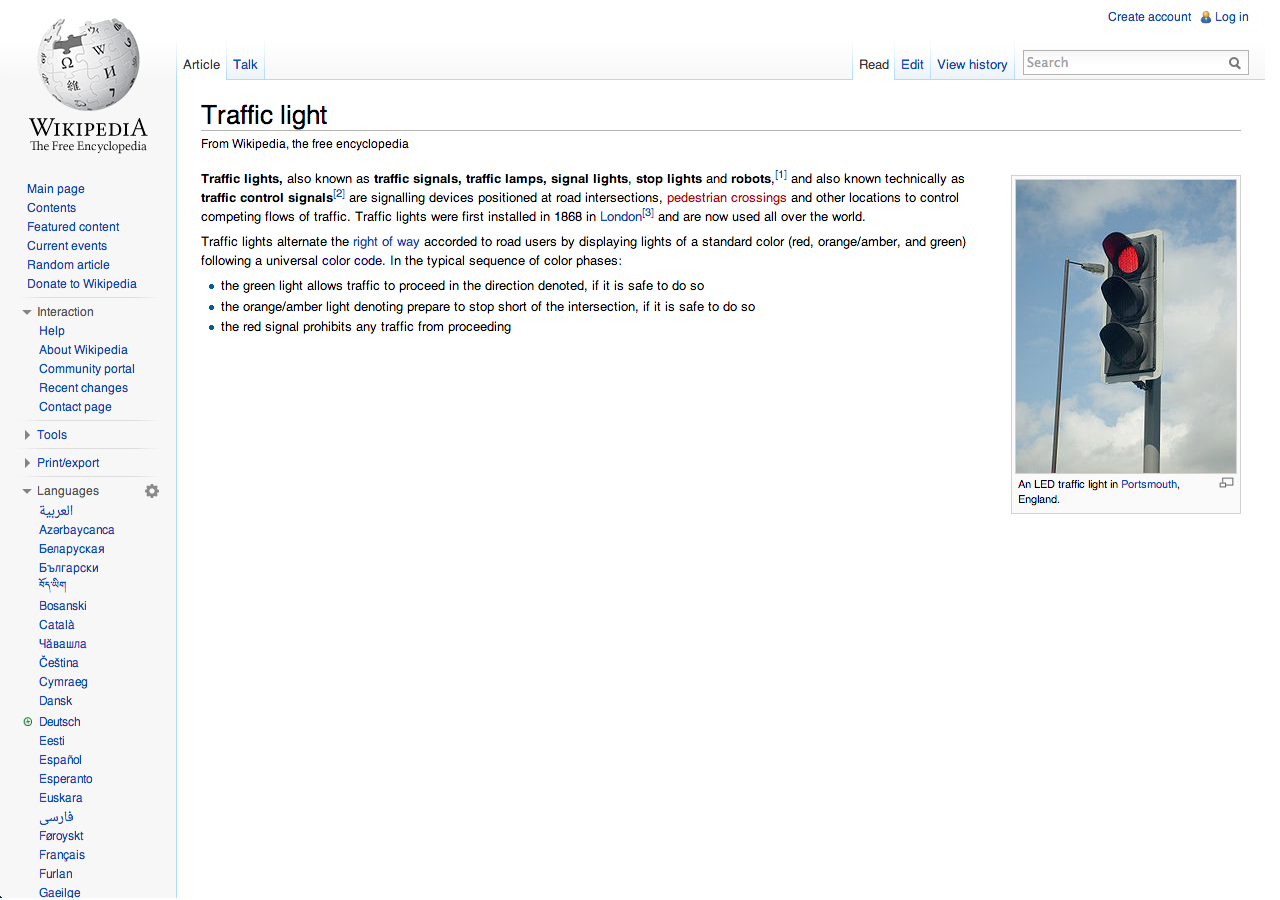 Create account Log in
Article Talk Read Edit View history Search
WIKIPEDIA
The Free Encyclopedia
Main page
Contents
Featured content
Current events
Random article
Donate to Wikipedia
Interaction
Help
About Wikipedia
Community portal
Recent changes
Contact page
Tools
Print/export
Languages
العربية
Azərbaycanca
Беларуская
Български
བོད་ཡིག
Bosanski
Català
Чӑвашла
Čeština
Cymraeg
Dansk
Deutsch
Eesti
Español
Esperanto
Euskara
فارسی
Føroyskt
Français
Furlan
Gaeilge
Traffic light
From Wikipedia, the free encyclopedia
Traffic lights, also known as traffic signals, traffic lamps, signal lights, stop lights and robots,[1] and also known technically as
traffic control signals[2] are signalling devices positioned at road intersections, pedestrian crossings and other locations to control
competing flows of traffic. Traffic lights were first installed in 1868 in London[3] and are now used all over the world.
Traffic lights alternate the right of way accorded to road users by displaying lights of a standard color (red, orange/amber, and green)
following a universal color code. In the typical sequence of color phases:
the green light allows traffic to proceed in the direction denoted, if it is safe to do so
the orange/amber light denoting prepare to stop short of the intersection, if it is safe to do so
the red signal prohibits any traffic from proceeding
An LED traffic light in Portsmouth,
England.